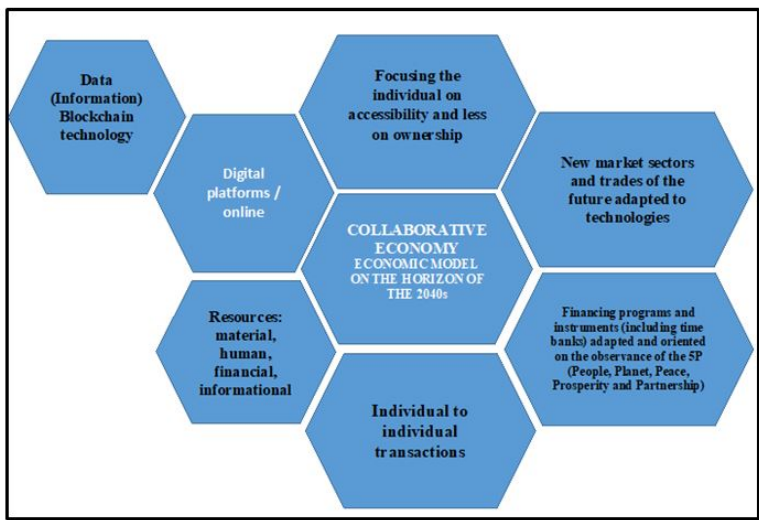 Data
(Information)
Blockchain
technology
Digital
platforms /
online
Focusing the
individual on
accessibility and less
on ownership
New market sectors
and trades of the
future adapted to
technologies
COLLABORATIVE
ECONOMY
ECONOMIC MODEL
ON THE HORIZON OF
THE 2040s
Resources:
material,
human,
financial,
informational
Financing programs and
instruments (including time
banks) adapted and oriented
on the observance of the 5P
(People, Planet, Peace,
Prosperity and Partnership)
Individual to
individual
transactions